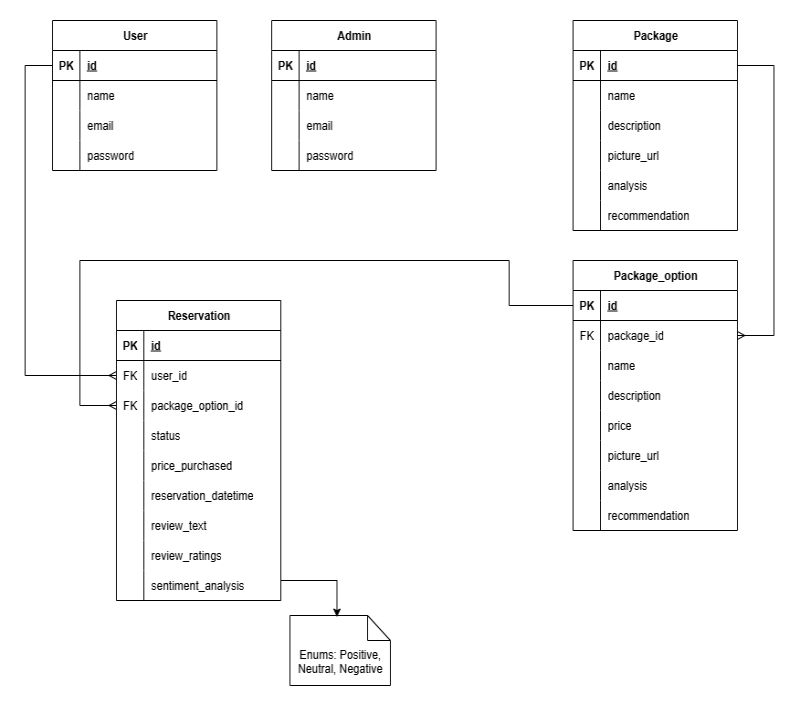 User
PK id
name
email
password
Admin
PK id
name
email
password
Package
PK id
name
description
picture_url
analysis
recommendation
Package_option
PK id
FK package_id
name
description
price
picture_url
analysis
recommendation
Reservation
PK id
FK user_id
FK package_option_id
status
price_purchased
reservation_datetime
review_text
review_ratings
sentiment_analysis
Enums: Positive,
Neutral, Negative